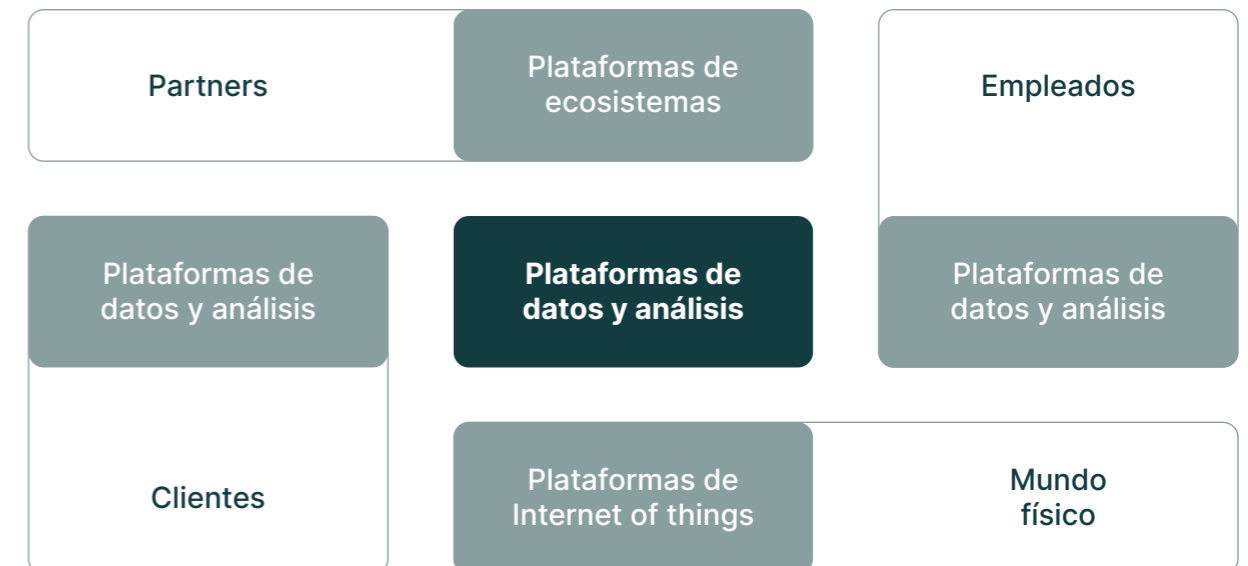 Partners
Plataformas de
ecosistemas
Empleados
Plataformas de
datos y análisis
Plataformas de
datos y análisis
Plataformas de
datos y análisis
Clientes
Plataformas de
Internet of things
Mundo
físico